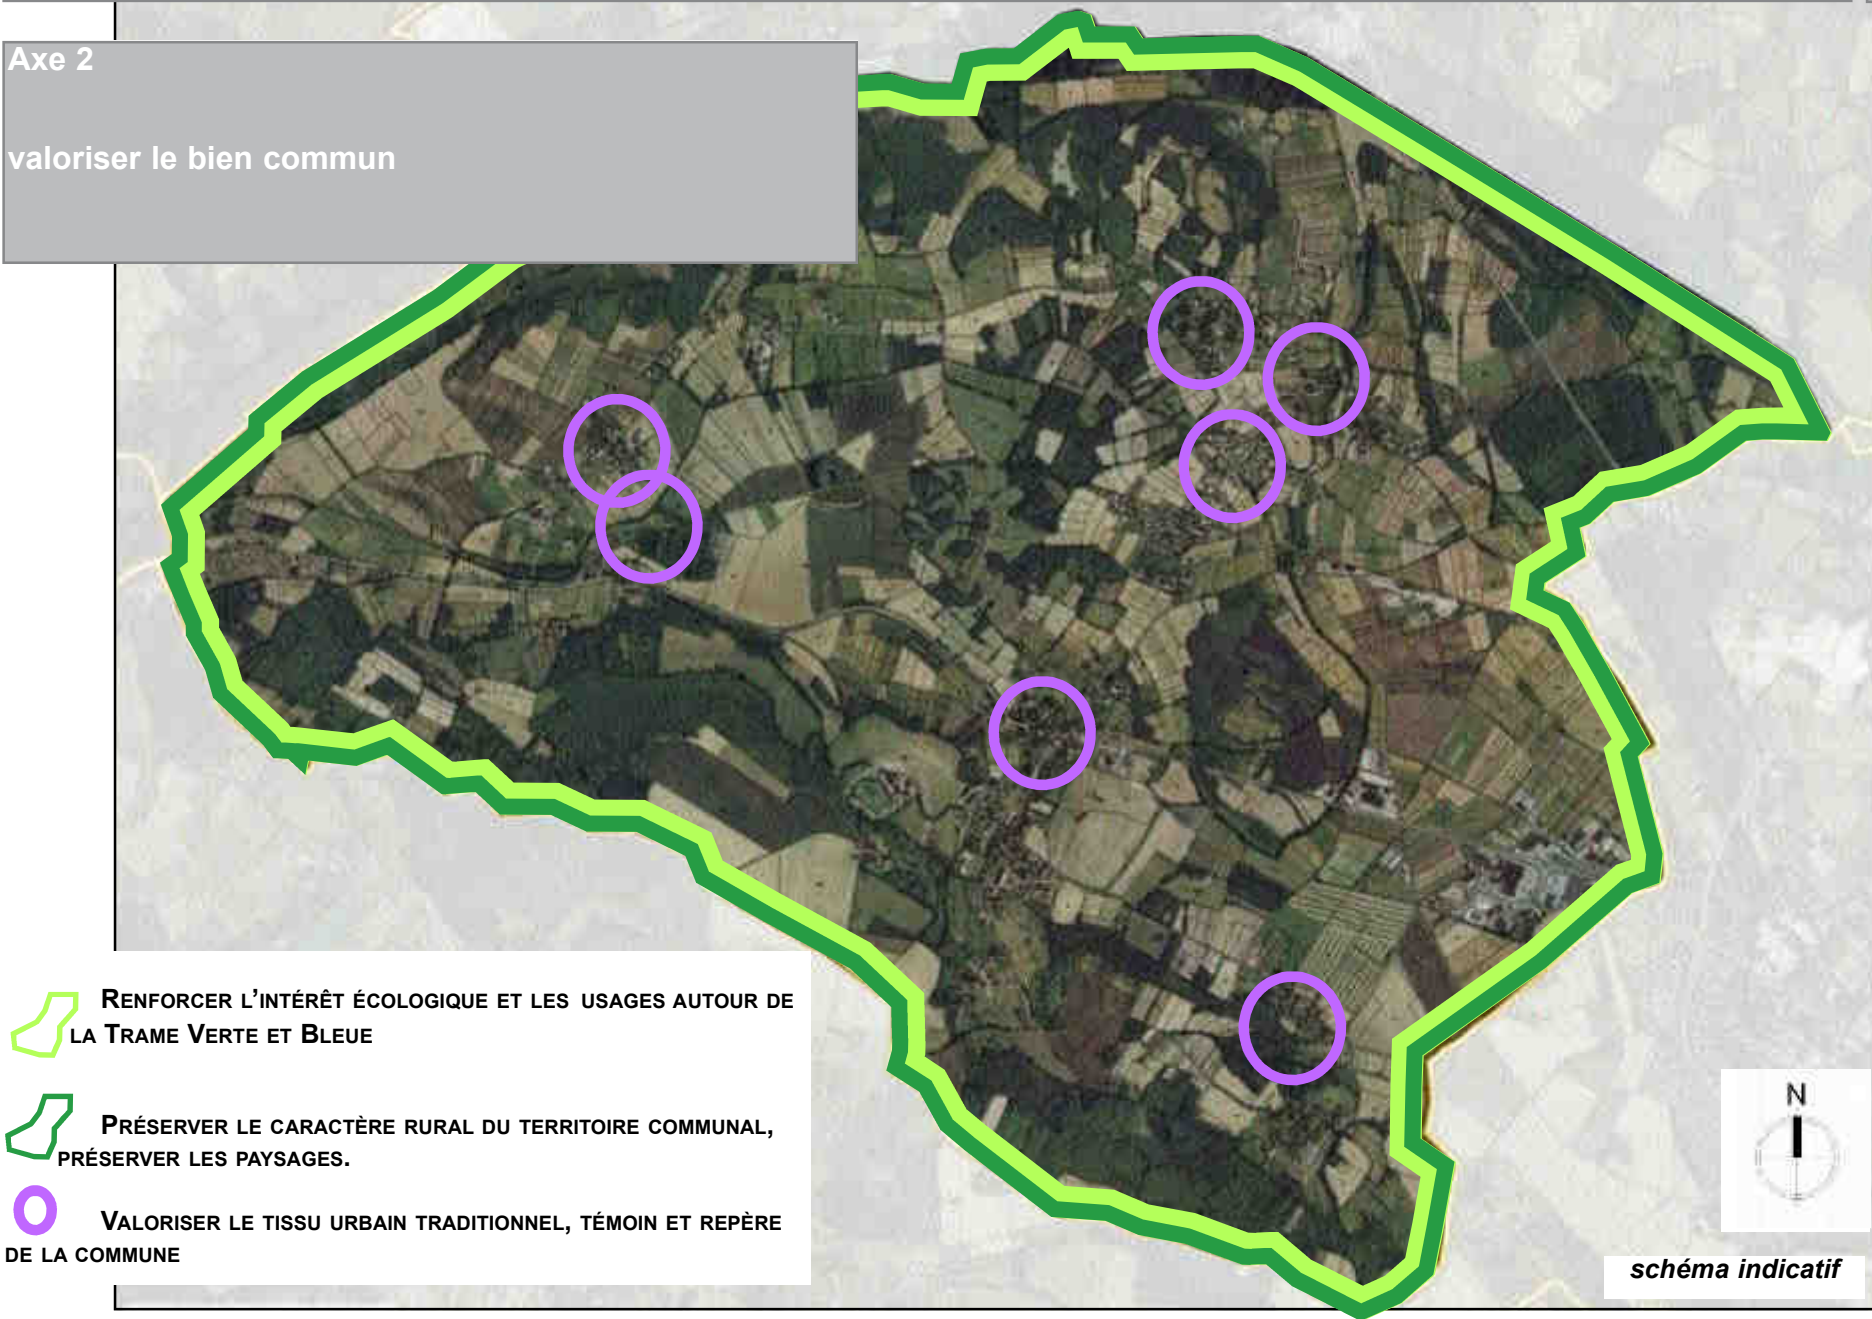 Axe 2
valoriser le bien commun
RENFORCER L'INTÉRÊT ÉCOLOGIQUE ET LES USAGES AUTOUR DE
LA TRAME VERTE ET BLEUE
PRÉSERVER LE CARACTÈRE RURAL DU TERRITOIRE COMMUNAL,
PRÉSERVER LES PAYSAGES.
VALORISER LE TISSU URBAIN TRADITIONNEL, TÉMOIN ET REPÈRE
DE LA COMMUNE
N
schéma indicatif